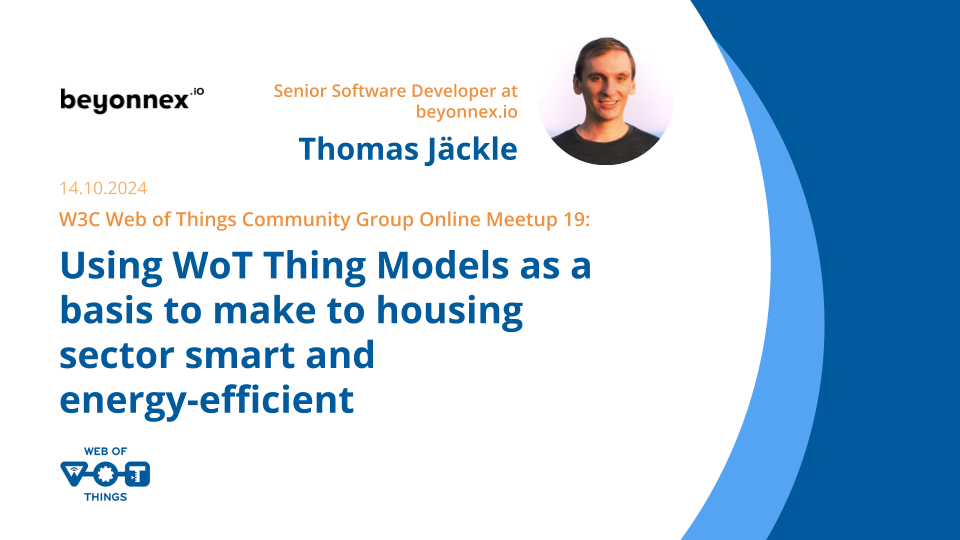 beyonnex.IO
Senior Software Developer at
beyonnex.io
Thomas Jäckle
14.10.2024
W3C Web of Things Community Group Online Meetup 19:
Using WoT Thing Models as a
basis to make to housing
sector smart and
energy-efficient
WEB OF
WOT
THINGS